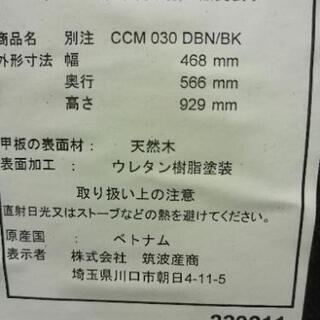 商品名 別注 CCM 030 DBN/BK
外形寸法 幅 468 mm
奥行 566 mm
高さ 929 mm
甲板の表面材： 天然木
表面加工 ： ウレタン樹脂塗装
取り扱い上の注意
直射日光又はストーブなどの熱を避けてください。
原産国 ： ベトナム
表示者 株式会社 筑波産商
埼玉県川口市朝日4-11-5